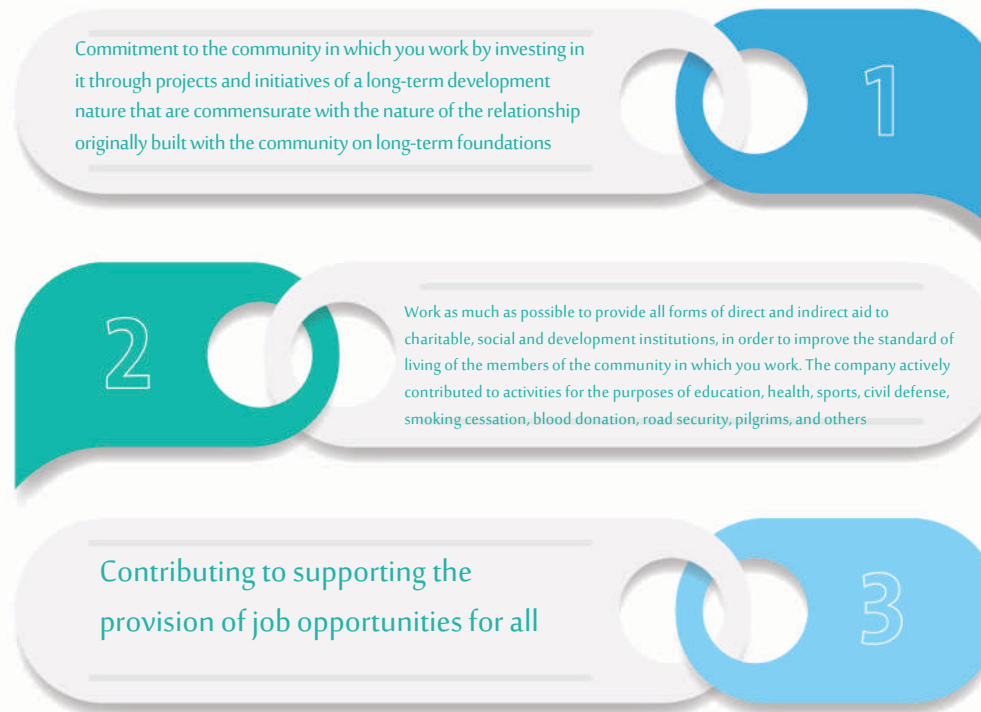 Commitment to the community in which you work by investing in
it through projects and initiatives of a long-term development
nature that are commensurate with the nature of the relationship
originally built with the community on long-term foundations
1
2
Work as much as possible to provide all forms of direct and indirect aid to
charitable, social and development institutions, in order to improve the standard of
living of the members of the community in which you work. The company actively
contributed to activities for the purposes of education, health, sports, civil defense,
smoking cessation, blood donation, road security, pilgrims, and others
Contributing to supporting the
provision of job opportunities for all
3